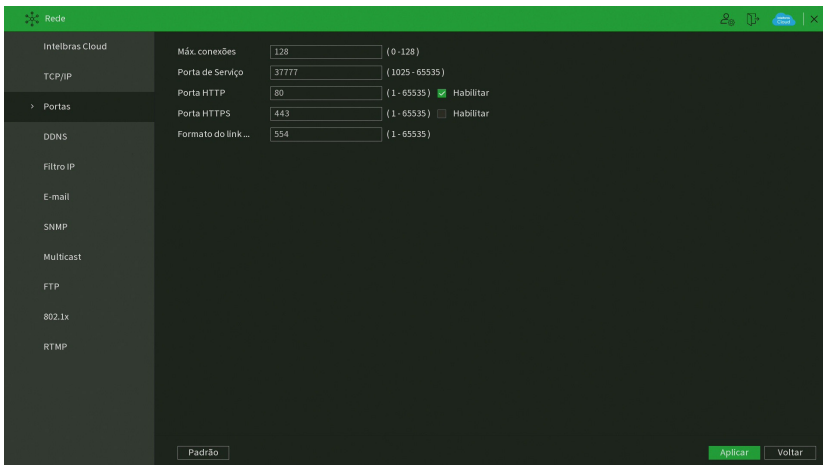 Rede
Intelbras Cloud
TCP/IP
Portas
DDNS
Filtro IP
E-mail
SNMP
Multicast
FTP
802.1x
RTMP
Máx. conexões 128 (0-128)
Porta de Serviço 37777 (1025-65535)
Porta HTTP 80 (1-65535) Habilitar
Porta HTTPS 443 (1-65535) Habilitar
Formato do link ... 554 (1-65535)
Padrão Aplicar Voltar